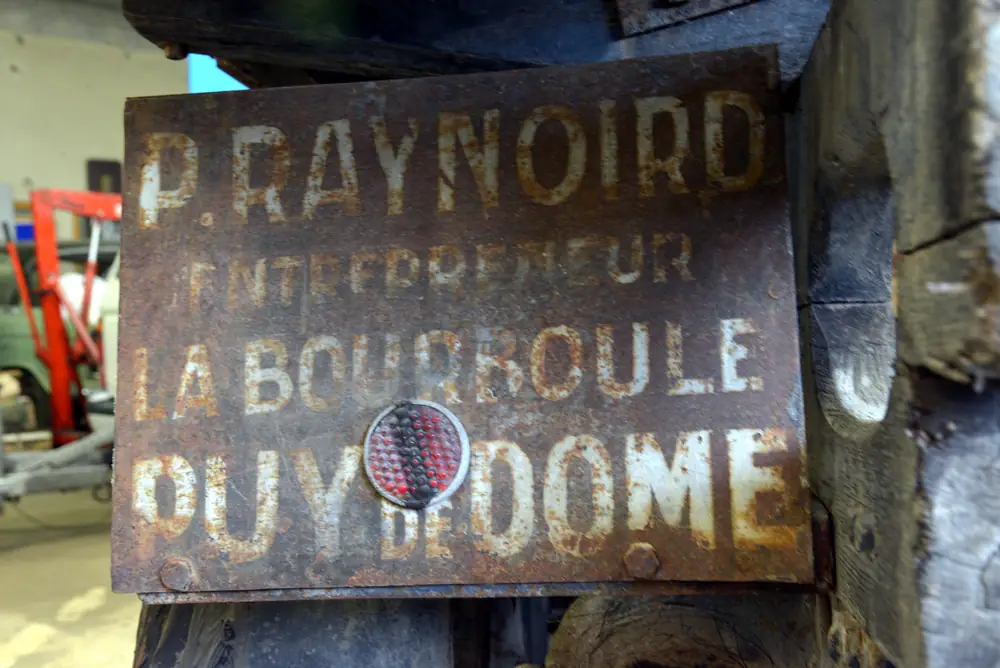 P. RAYNOIRD
ENTREPRENEUR
LA BOURBOULE
PUY DE DOME